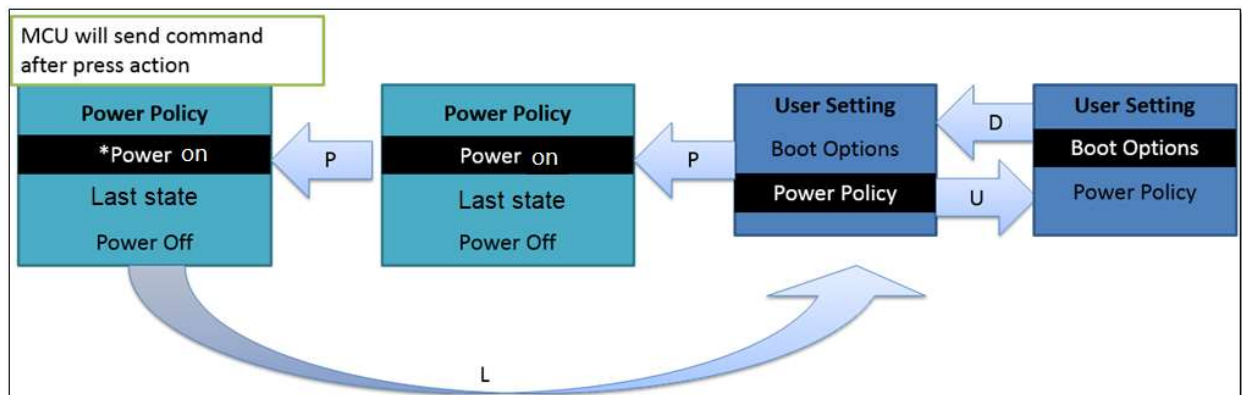 MCU will send command
after press action
Power Policy
*Power on
Last state
Power Off
P
Power Policy
Power on
Last state
Power Off
P
User Setting
Boot Options
Power Policy
D
U
User Setting
Boot Options
Power Policy
L